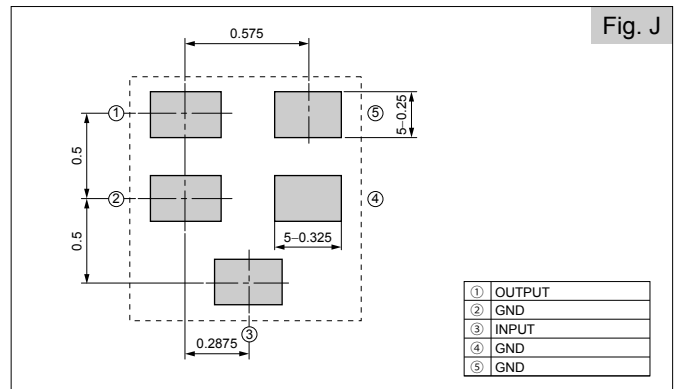 Fig. J
0.575
①
⑤
5–0.25
0.5
②
④
0.5
5–0.325
③
0.2875
① OUTPUT
② GND
③ INPUT
④ GND
⑤ GND